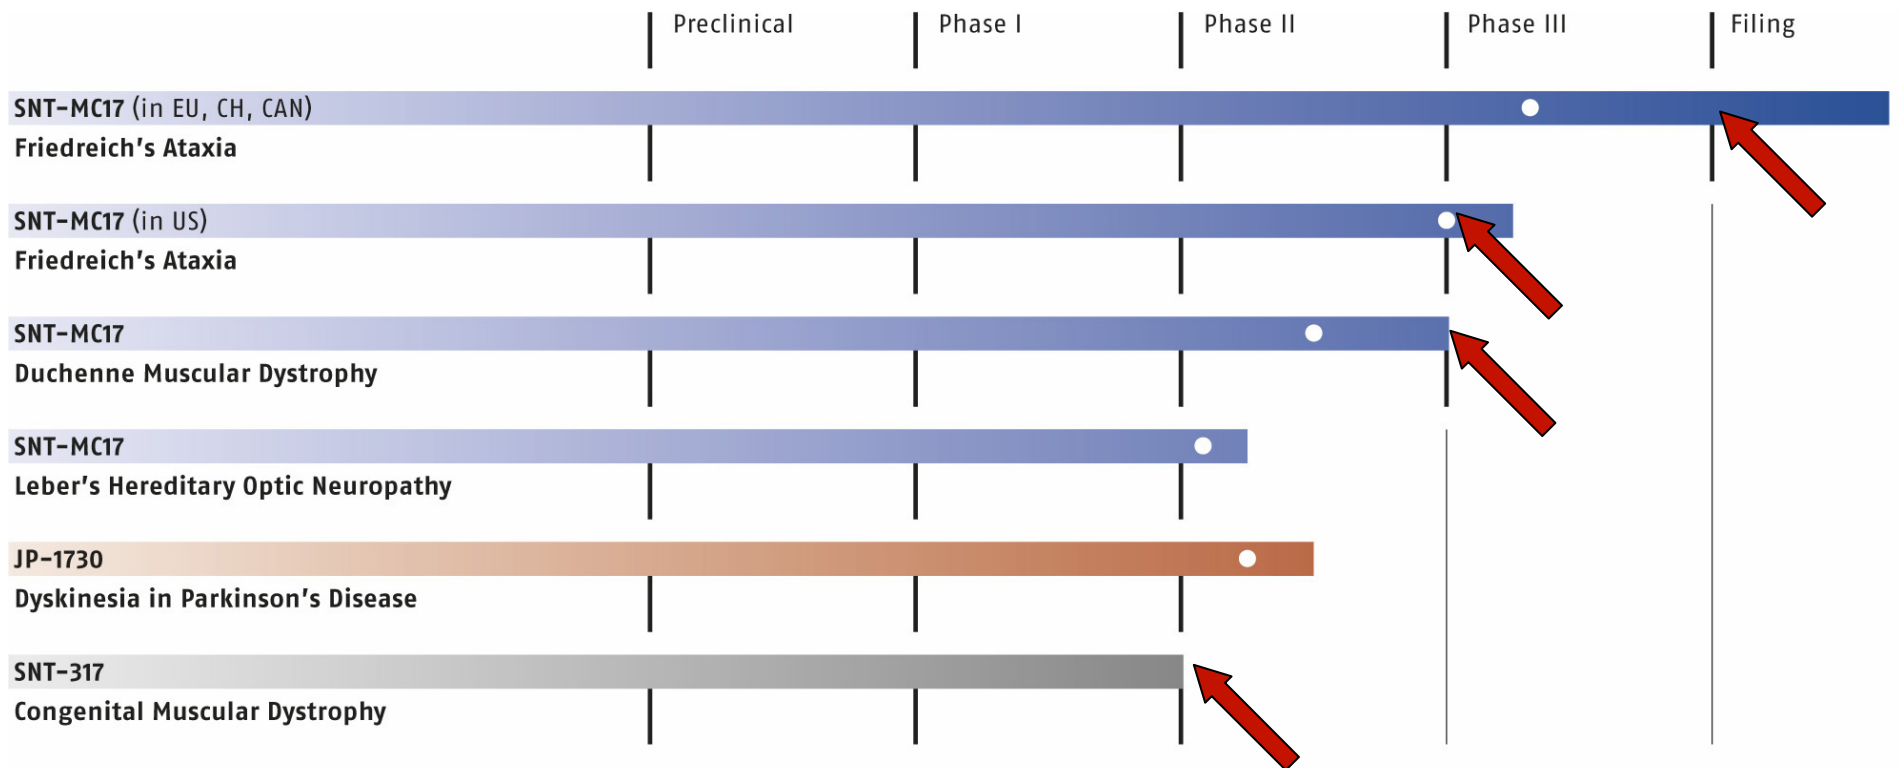 Preclinical Phase I Phase II Phase III Filing
SNT-MC17 (in EU, CH, CAN)
Friedreich's Ataxia
SNT-MC17 (in US)
Friedreich's Ataxia
SNT-MC17
Duchenne Muscular Dystrophy
SNT-MC17
Leber's Hereditary Optic Neuropathy
JP-1730
Dyskinesia in Parkinson's Disease
SNT-317
Congenital Muscular Dystrophy